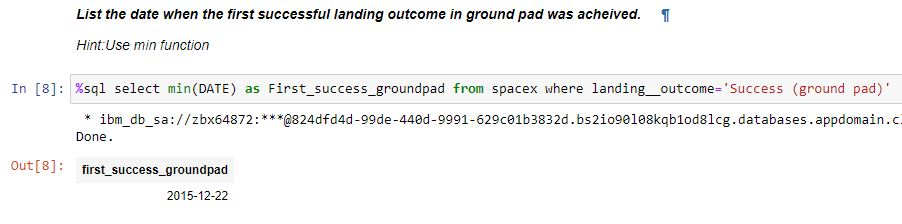 List the date when the first successful landing outcome in ground pad was acheived. ¶
Hint:Use min function
In [8]: %sql select min(DATE) as First_success_groundpad from spacex where landing__outcome='Success (ground pad)'
* ibm_db_sa://zbx64872:***@824dfd4d-99de-440d-9991-629c01b3832d.bs2io90l08kqb1od8lcg.databases.appdomain.cl
Done.
Out[8]: first_success_groundpad
2015-12-22